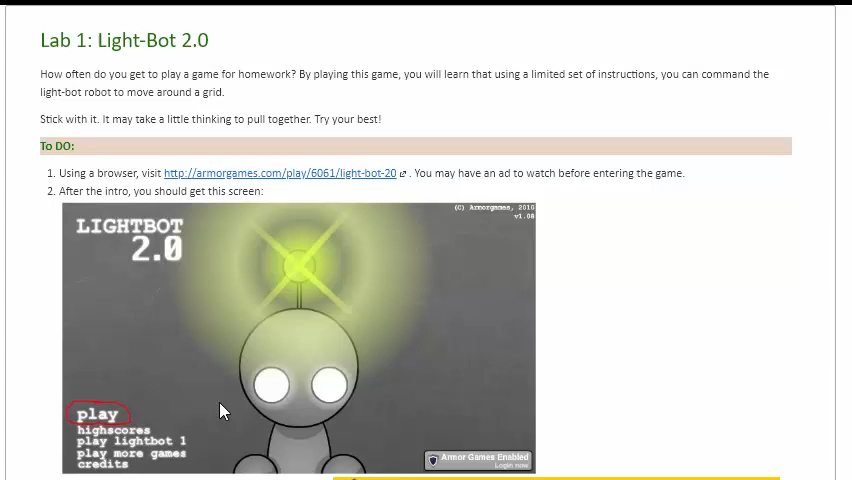 Lab 1: Light-Bot 2.0
How often do you get to play a game for homework? By playing this game, you will learn that using a limited set of instructions, you can command the
light-bot robot to move around a grid.
Stick with it. It may take a little thinking to pull together. Try your best!
To DO:
1. Using a browser, visit http://armorgames.com/play/6061/light-bot-20 . You may have an ad to watch before entering the game.
2. After the intro, you should get this screen:
(C) Armorgames, 2010
v1.00
LIGHTBOT
2.0
play
highscores
play lightbot 1
play more games
credits
Armor Games Enabled
Login now